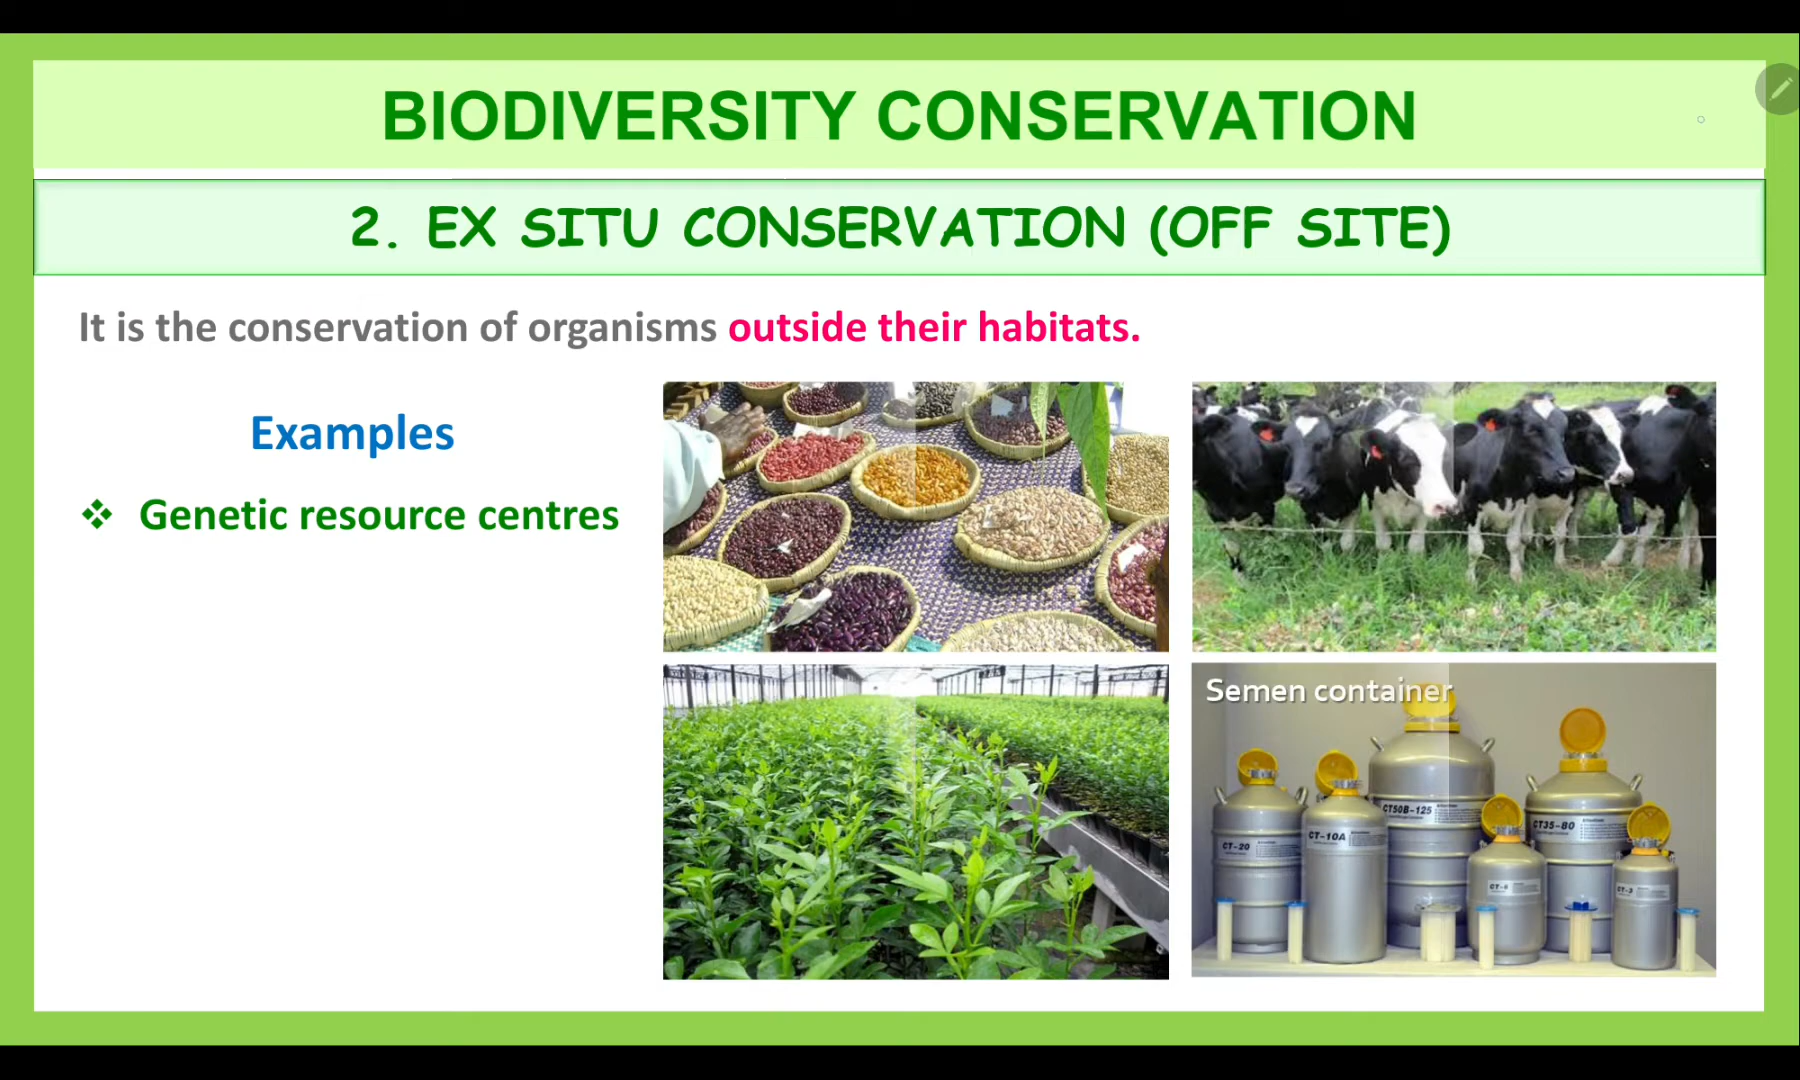 BIODIVERSITY CONSERVATION
2. EX SITU CONSERVATION (OFF SITE)
It is the conservation of organisms outside their habitats.
Examples
❖ Genetic resource centres
Semen container
CT50B-125
CT35-80
CT-10A
CT-20
CT-6
CT-3